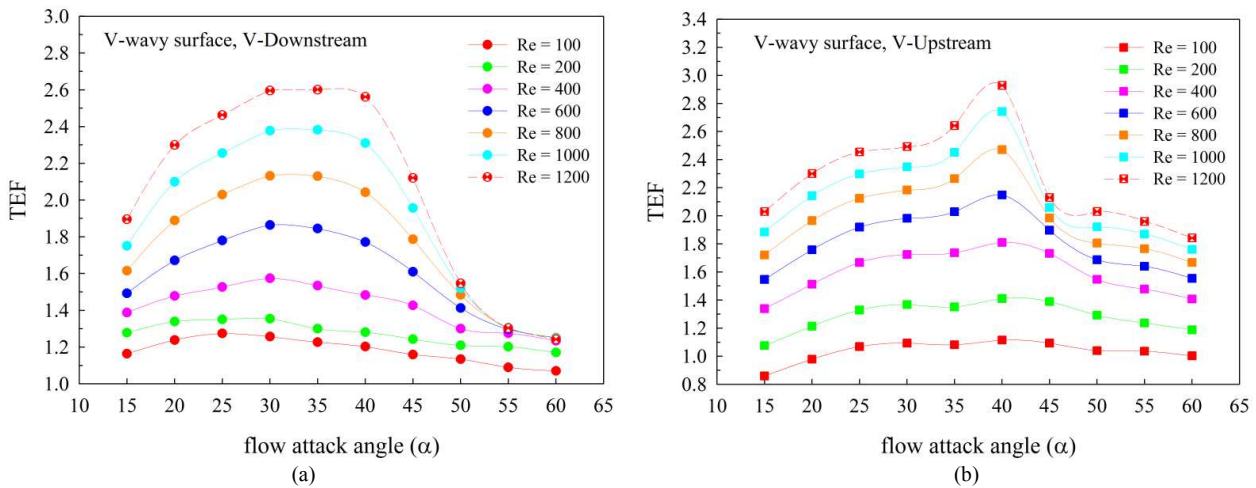 (a)
V-wavy surface, V-Downstream
Re = 100
Re = 200
Re = 400
Re = 600
Re = 800
Re = 1000
Re = 1200
TEF
3.0
2.8
2.6
2.4
2.2
2.0
1.8
1.6
1.4
1.2
1.0
10 15 20 25 30 35 40 45 50 55 60 65
flow attack angle (α)
(a)
(b)
V-wavy surface, V-Upstream
Re = 100
Re = 200
Re = 400
Re = 600
Re = 800
Re = 1000
Re = 1200
TEF
3.4
3.2
3.0
2.8
2.6
2.4
2.2
2.0
1.8
1.6
1.4
1.2
1.0
0.8
10 15 20 25 30 35 40 45 50 55 60 65
flow attack angle (α)
(b)